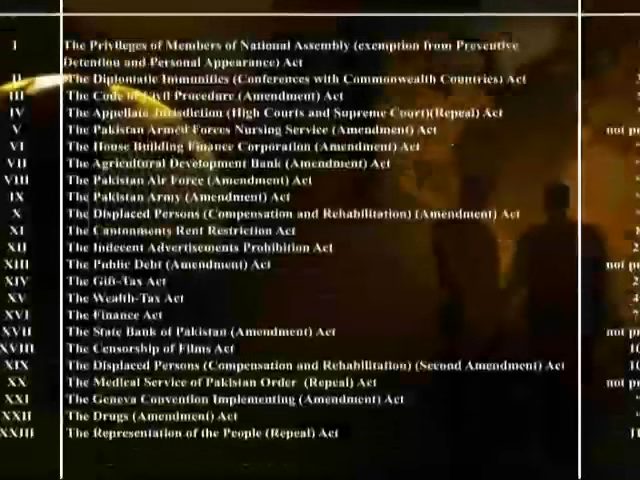 I The Privileges of Members of National Assembly (exemption from Preventive
Detention and Personal Appearance) Act
II The Diplomatic Immunities (Conferences with Commonwealth Countries) Act
III The Code of Civil Procedure (Amendment) Act
IV The Appellate Jurisdiction (High Courts and Supreme Court)(Repeal) Act
V The Pakistan Armed Forces Nursing Service (Amendment) Act not
VI The House Building Finance Corporation (Amendment) Act
VII The Agricultural Development Bank (Amendment) Act
VIII The Pakistan Air Force (Amendment) Act
IX The Pakistan Army (Amendment) Act
X The Displaced Persons (Compensation and Rehabilitation) (Amendment) Act
XI The Cantonments Rent Restriction Act
XII The Indecent Advertisements Prohibition Act
XIII The Public Debt (Amendment) Act not
XIV The Gift-Tax Act
XV The Wealth-Tax Act
XVI The Finance Act
XVII The State Bank of Pakistan (Amendment) Act not
XVIII The Censorship of Films Act
XIX The Displaced Persons (Compensation and Rehabilitation) (Second Amendment) Act
XX The Medical Service of Pakistan Order (Repeal) Act not
XXI The Geneva Convention Implementing (Amendment) Act
XXII The Drugs (Amendment) Act
XXIII The Representation of the People (Repeal) Act